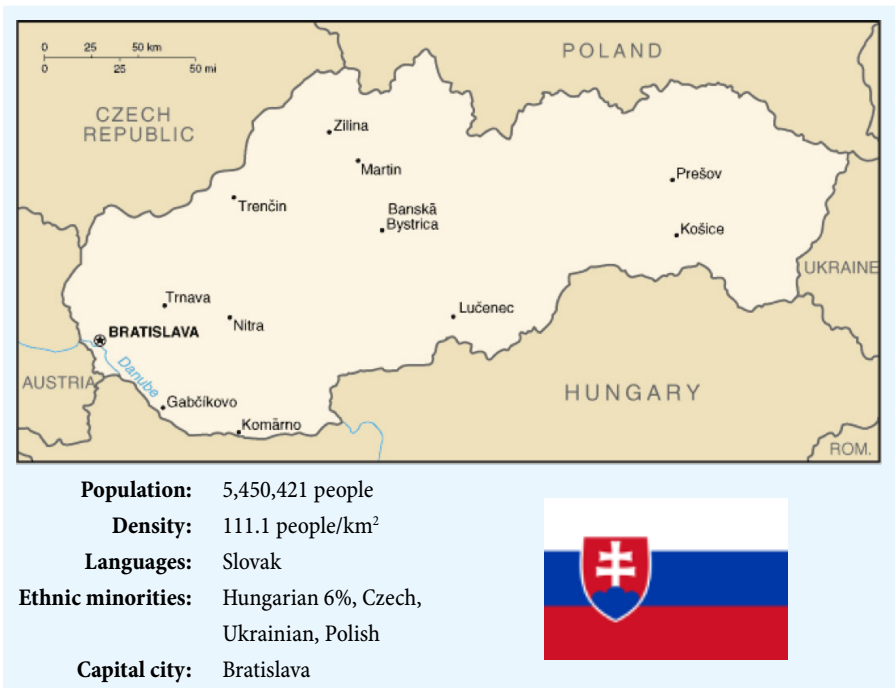 0 25 50 km
0 25 50 mi
POLAND
CZECH
REPUBLIC
Zilina
Martin
Prešov
Trenčin
Banskā
Bystrica
Košice
UKRAINE
Trnava
Lučenec
Nitra
BRATISLAVA
Danube
AUSTRIA
HUNGARY
Gabčíkovo
Komārno
ROM.
Population: 5,450,421 people
Density: 111.1 people/km²
Languages: Slovak
Ethnic minorities: Hungarian 6%, Czech,
Ukrainian, Polish
Capital city: Bratislava